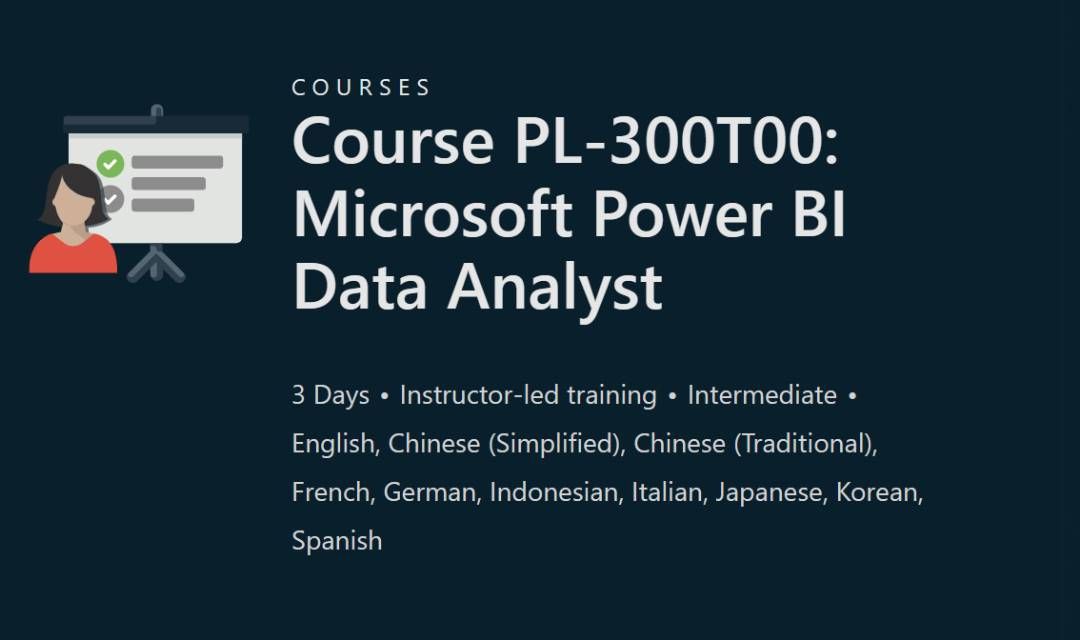 COURSES
Course PL-300T00:
Microsoft Power BI
Data Analyst
3 Days • Instructor-led training • Intermediate •
English, Chinese (Simplified), Chinese (Traditional),
French, German, Indonesian, Italian, Japanese, Korean,
Spanish